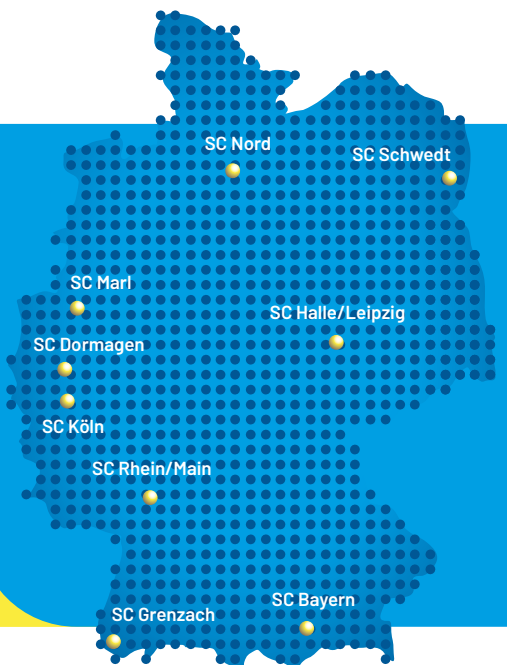 SC Nord
SC Schwedt
SC Marl
SC Halle/Leipzig
SC Dormagen
SC Köln
SC Rhein/Main
SC Bayern
SC Grenzach